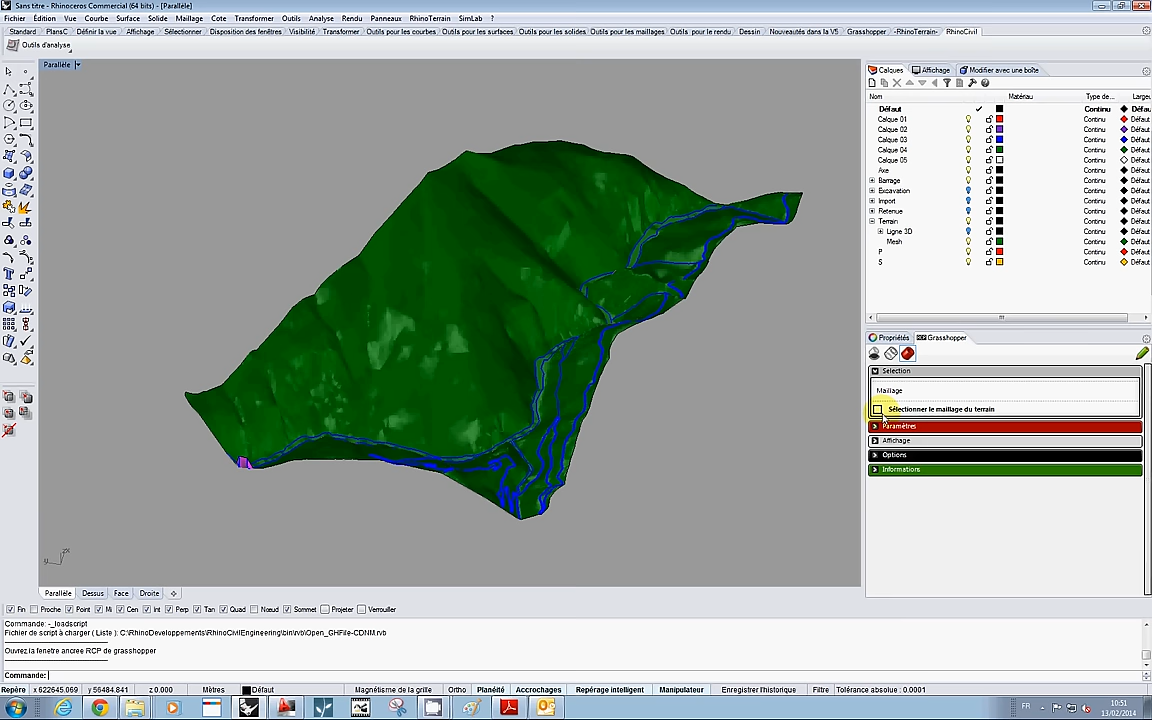 Sans titre - Rhinoceros Commercial (64 bits) - [Parallèle]
Fichier Édition Vue Courbe Surface Solide Maillage Cote Transformer Outils Analyse Rendu Panneaux RhinoTerrain SimLab ?
Standard PlansC Définir la vue Affichage Sélectionner Disposition des fenêtres Visibilité Transformer Outils pour les courbes Outils pour les surfaces Outils pour les solides Outils pour les maillages Outils pour le rendu Dessin Nouveautés dans la V5 Grasshopper -RhinoTerrain- RhinoCivil
Outils d'analyse
Parallèle
Calques Affichage Modifier avec une boîte
Nom Matériau Type de... Largeu
Défaut Continu Défau
Calque 01 Continu Défaut
Calque 02 Continu Défaut
Calque 03 Continu Défaut
Calque 04 Continu Défaut
Calque 05 Continu Défaut
Axe Continu Défaut
Barrage Continu Défaut
Excavation Continu Défaut
Import Continu Défaut
Retenue Continu Défaut
Terrain Continu Défaut
Ligne 3D Continu Défaut
Mesh Continu Défaut
P Continu Défaut
S Continu Défaut
Propriétés Grasshopper
Selection
Maillage
Sélectionner le maillage du terrain
Paramètres
Affichage
Options
Informations
Parallèle Dessus Face Droite
Fin Proche Point Mi Cen Int Perp Tan Quad Nœud Sommet Projeter Verrouiller
Commande: -_loadscript
Fichier de script à charger ( Liste ): C:\RhinoDeveloppements\RhinoCivilEngineering\bin\rvb\Open_GHFile-CDNM.rvb
Ouvrez la fenetre ancree RCP de grasshopper
Commande:
Repère x 622645.069 y 56484.841 z 0.000 Mètres Défaut Magnétisme de la grille Ortho Planéité Accrochages Repérage intelligent Manipulateur Enregistrer l'historique Filtre Tolérance absolue : 0.0001
FR 10:51
13/02/2014